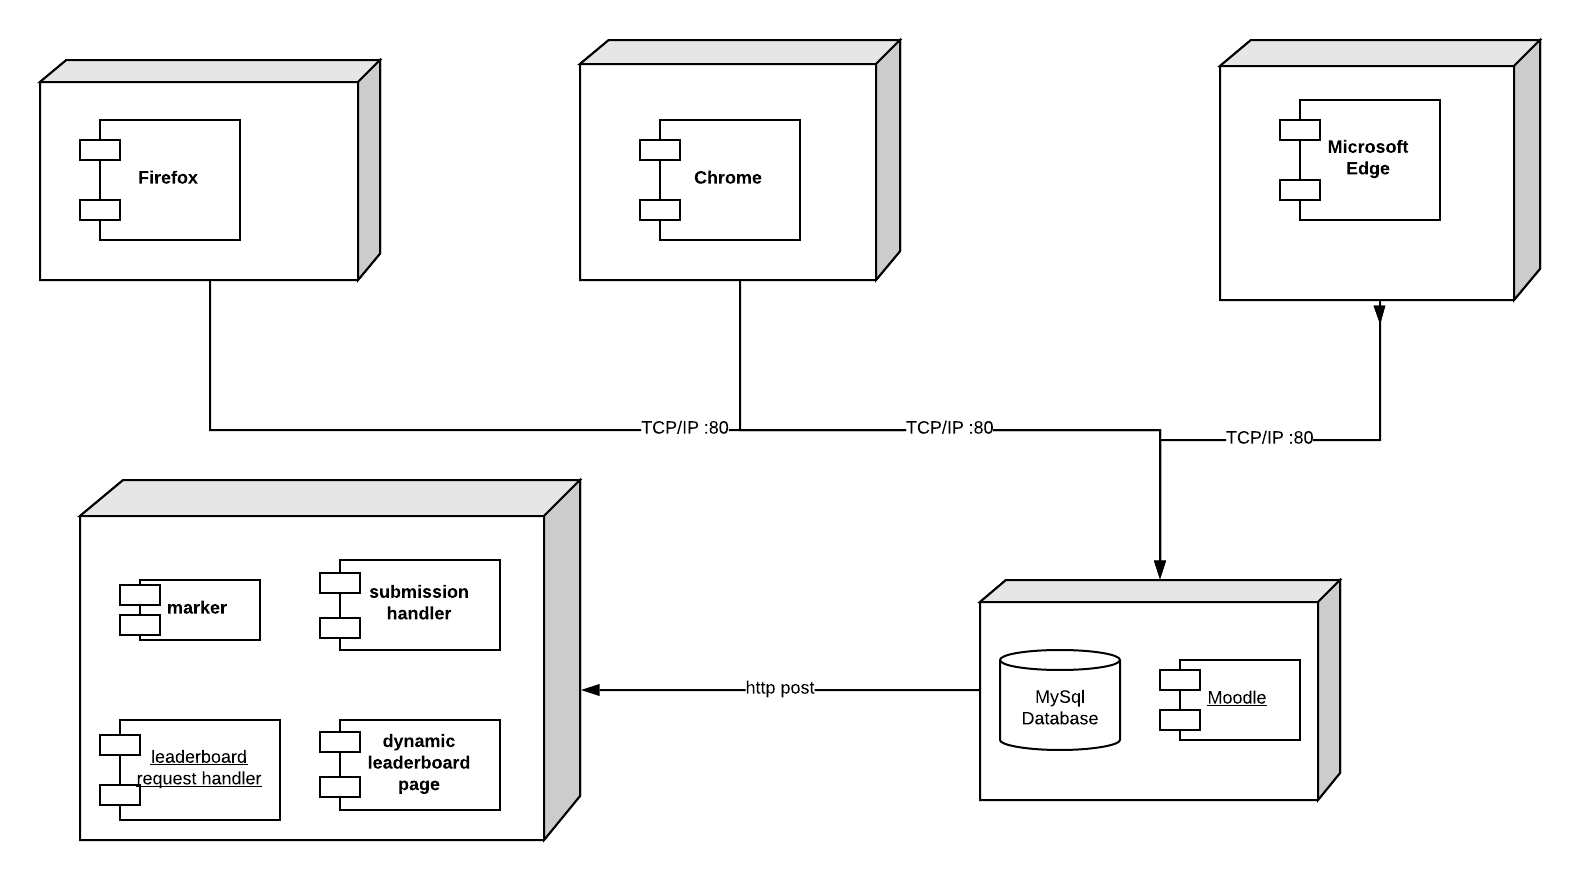 Firefox
Chrome
Microsoft
Edge
TCP/IP :80
TCP/IP :80
TCP/IP :80
marker
submission
handler
leaderboard
request handler
dynamic
leaderboard
page
http post
MySql
Database
Moodle